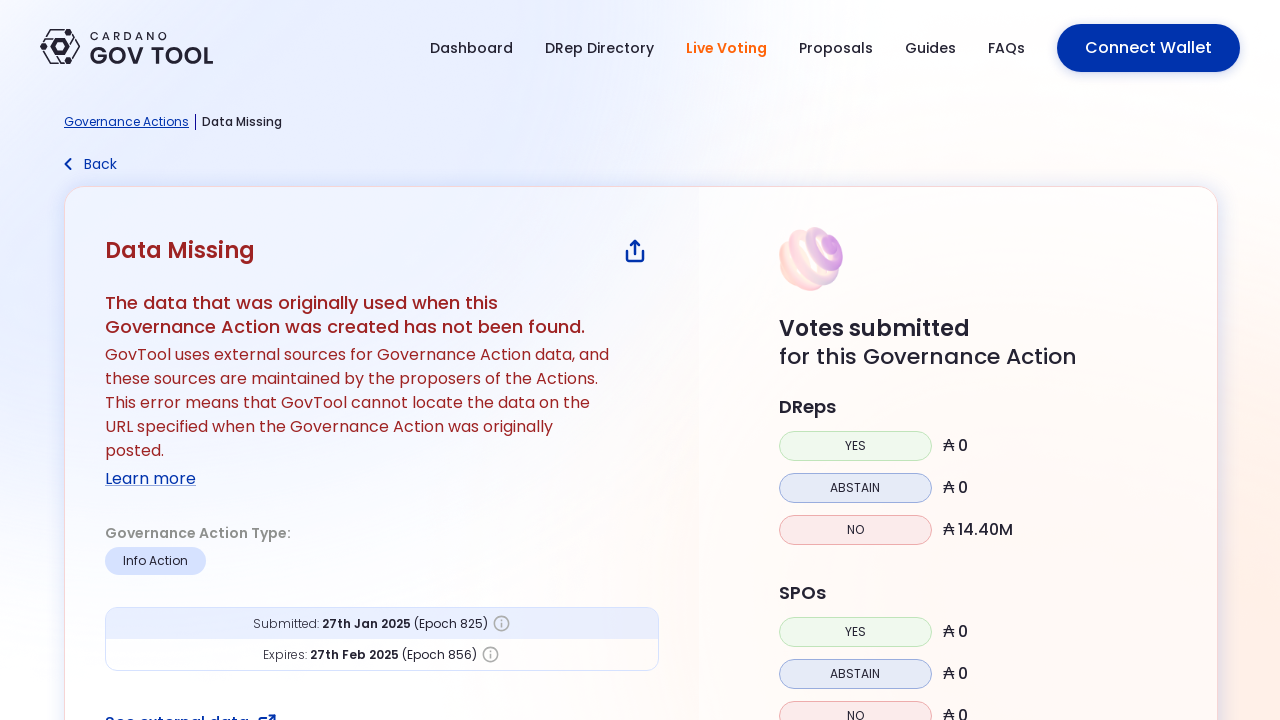 CARDANO
GOV TOOL
Dashboard
DRep Directory
Live Voting
Proposals
Guides
FAQs
Connect Wallet
Governance Actions | Data Missing
Back
Data Missing
The data that was originally used when this
Governance Action was created has not been found.
GovTool uses external sources for Governance Action data, and
these sources are maintained by the proposers of the Actions.
This error means that GovTool cannot locate the data on the
URL specified when the Governance Action was originally
posted.
Learn more
Governance Action Type:
Info Action
Submitted: 27th Jan 2025 (Epoch 825)
Expires: 27th Feb 2025 (Epoch 856)
See external data
Votes submitted
for this Governance Action
DReps
YES ₳ 0
ABSTAIN ₳ 0
NO ₳ 14.40M
SPOs
YES ₳ 0
ABSTAIN ₳ 0
NO ₳ 0